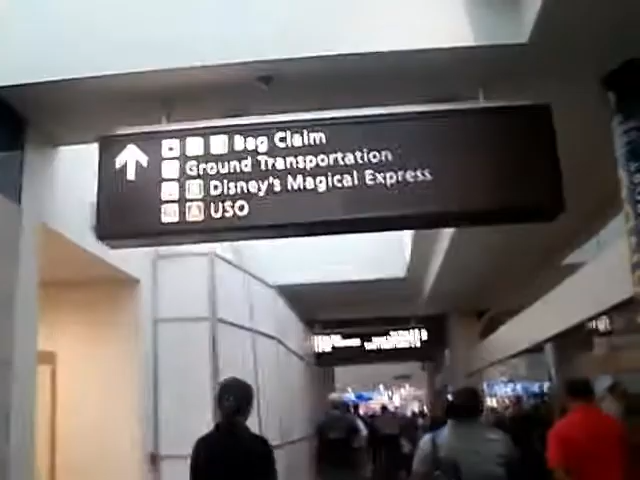 Bag Claim
Ground Transportation
Disney's Magical Express
USO